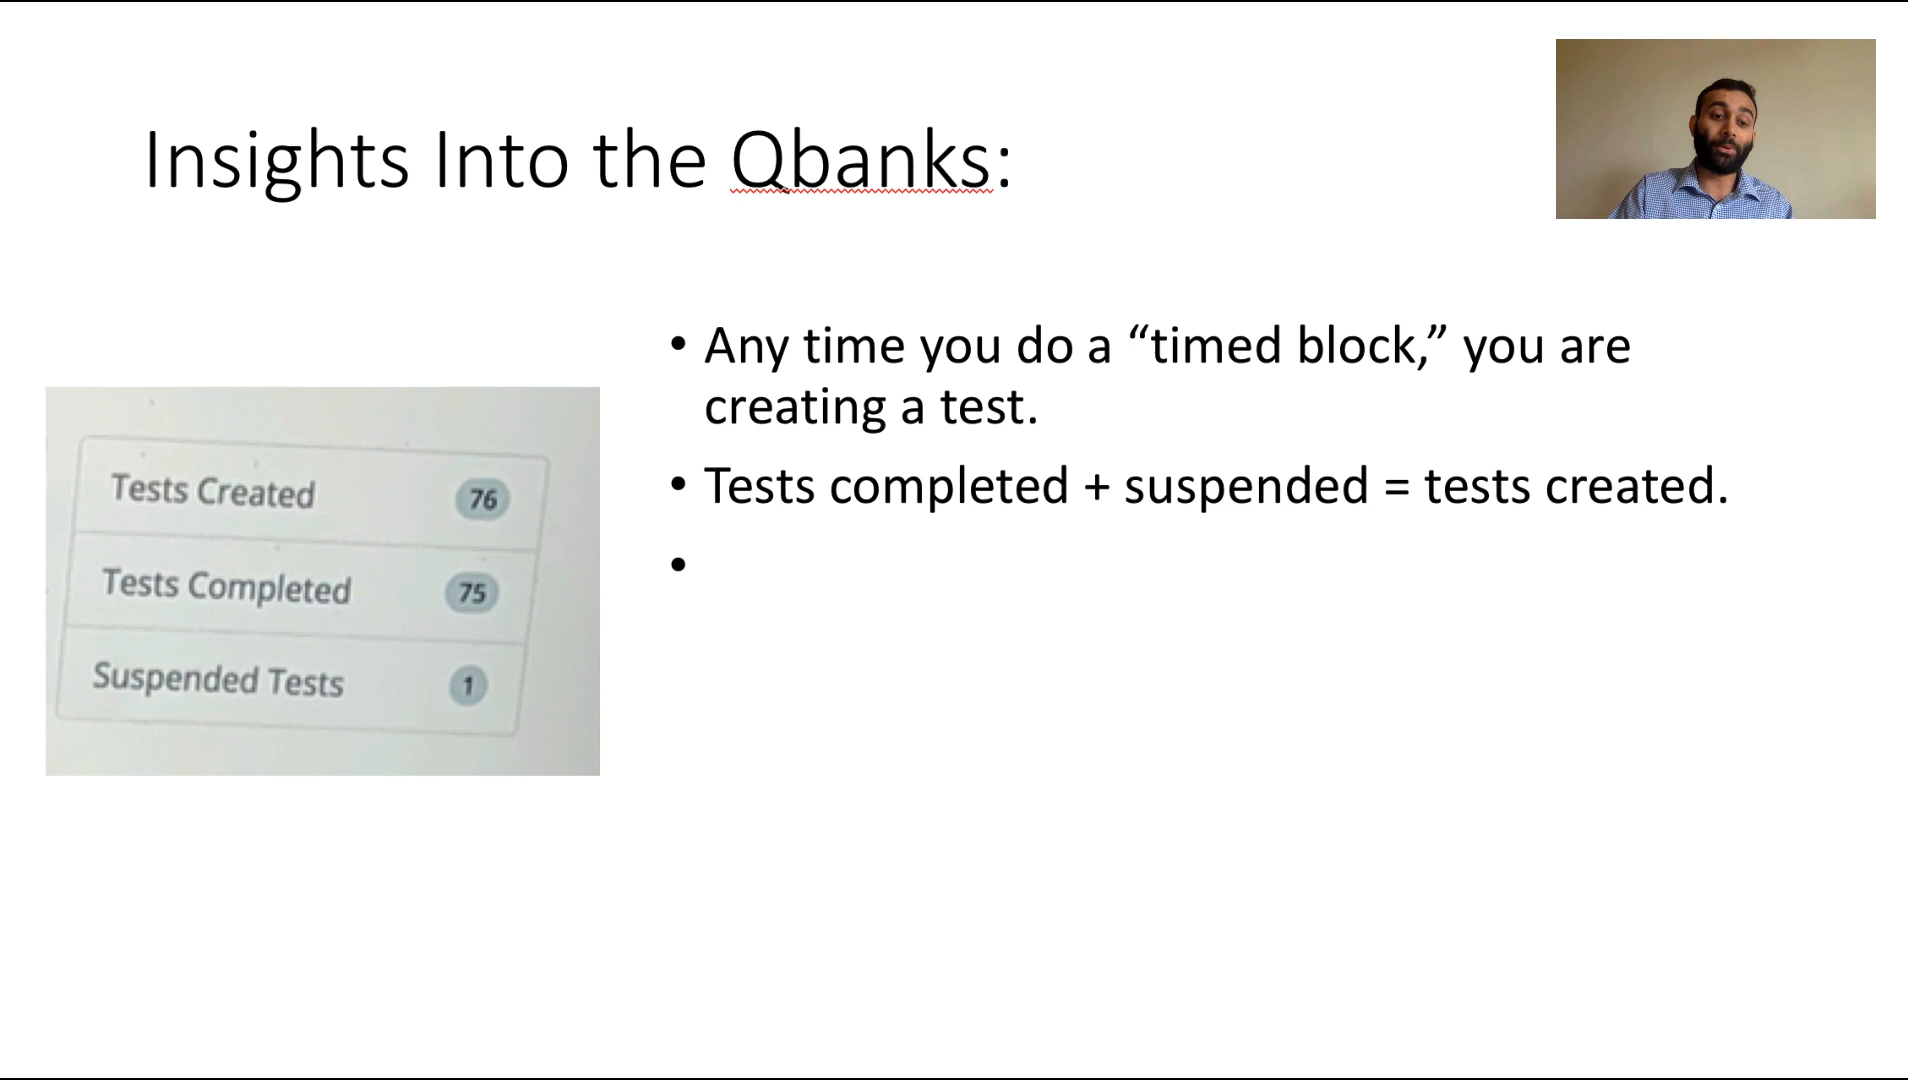 Insights Into the Qbanks:
• Any time you do a “timed block,” you are
creating a test.
• Tests completed + suspended = tests created.
•
Tests Created 76
Tests Completed 75
Suspended Tests 1